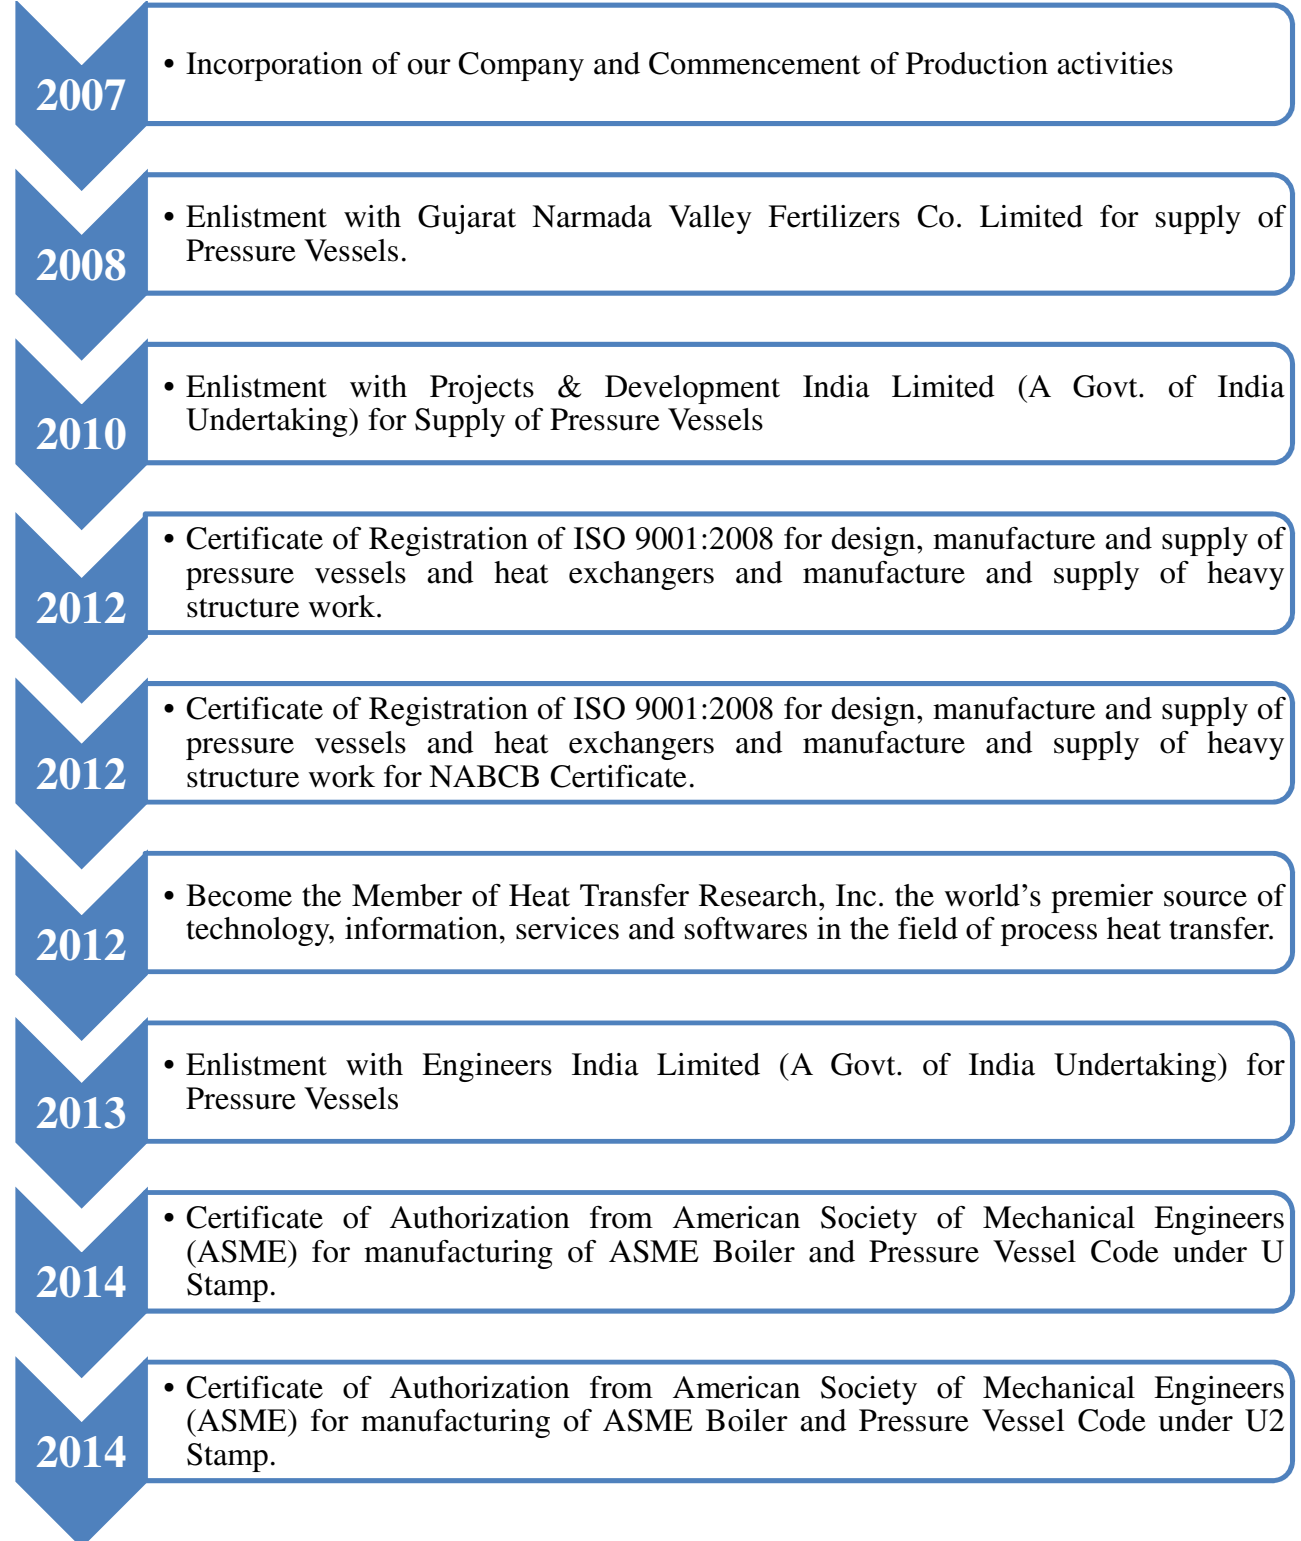 2007
• Incorporation of our Company and Commencement of Production activities
2008
• Enlistment with Gujarat Narmada Valley Fertilizers Co. Limited for supply of
Pressure Vessels.
2010
• Enlistment with Projects & Development India Limited (A Govt. of India
Undertaking) for Supply of Pressure Vessels
2012
• Certificate of Registration of ISO 9001:2008 for design, manufacture and supply of
pressure vessels and heat exchangers and manufacture and supply of heavy
structure work.
2012
• Certificate of Registration of ISO 9001:2008 for design, manufacture and supply of
pressure vessels and heat exchangers and manufacture and supply of heavy
structure work for NABCB Certificate.
2012
• Become the Member of Heat Transfer Research, Inc. the world’s premier source of
technology, information, services and softwares in the field of process heat transfer.
2013
• Enlistment with Engineers India Limited (A Govt. of India Undertaking) for
Pressure Vessels
2014
• Certificate of Authorization from American Society of Mechanical Engineers
(ASME) for manufacturing of ASME Boiler and Pressure Vessel Code under U
Stamp.
2014
• Certificate of Authorization from American Society of Mechanical Engineers
(ASME) for manufacturing of ASME Boiler and Pressure Vessel Code under U2
Stamp.